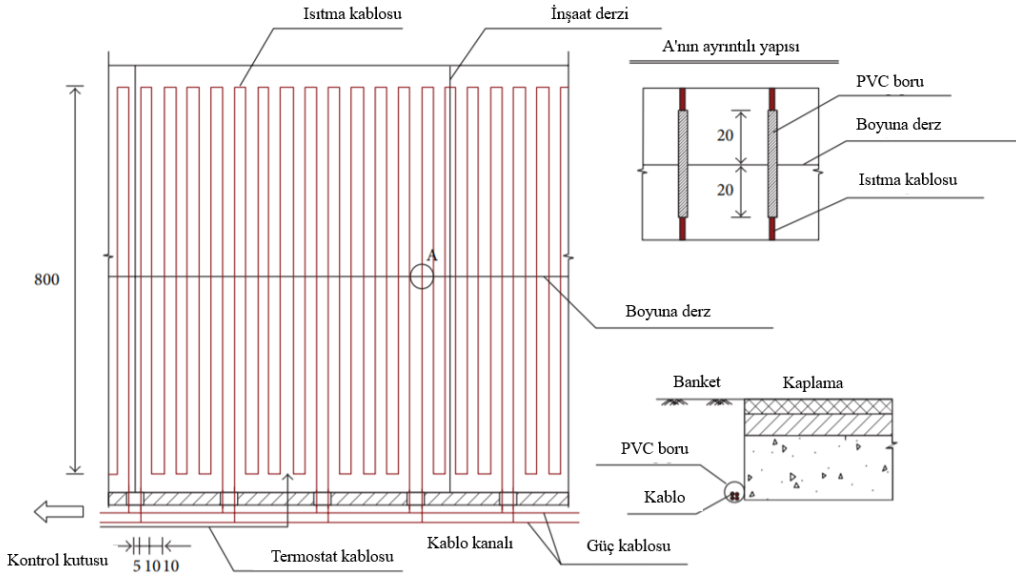 Isıtma kablosu
İnşaat derzi
A'nın ayrıntılı yapısı
PVC boru
20
Boyuna derz
20
Isıtma kablosu
A
800
Boyuna derz
Banket
Kaplama
PVC boru
Kablo
Kontrol kutusu
5 10 10
Termostat kablosu
Kablo kanalı
Güç kablosu